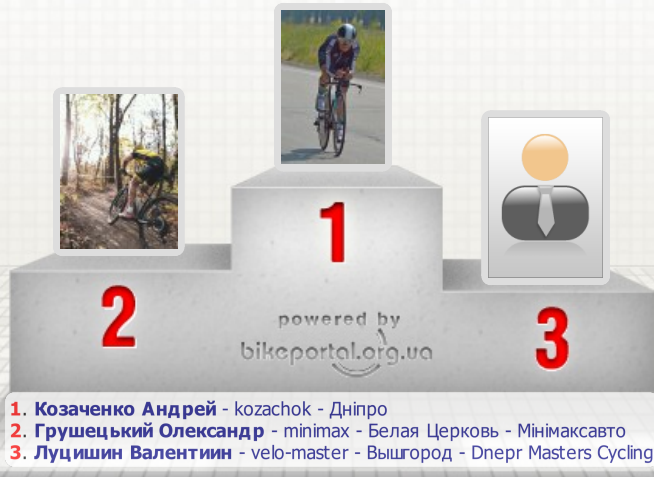 1
2
3
powered by
bikeportal.org.ua
1. Козаченко Андрей - kozachok - Дніпро
2. Грушецький Олександр - minimax - Белая Церковь - Мінімаксавто
3. Луцишин Валентиин - velo-master - Вышгород - Dnepr Masters Cycling